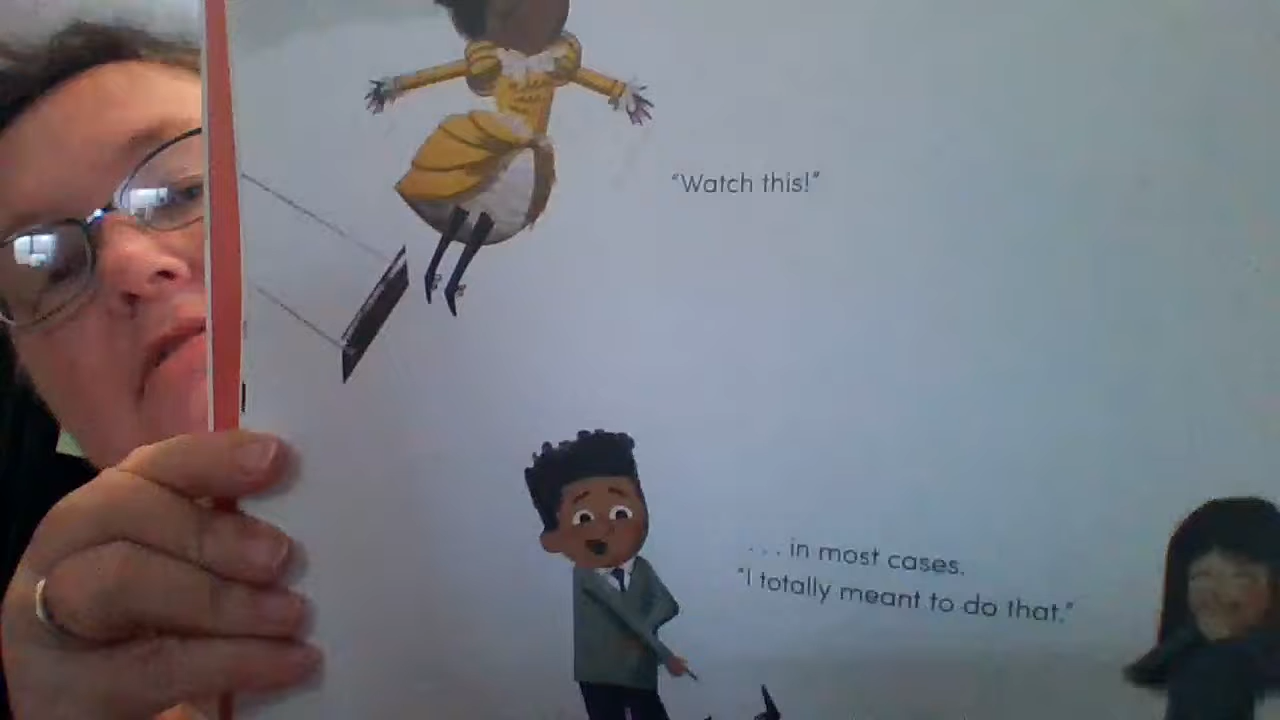 “Watch this!”
. . . in most cases.
“I totally meant to do that.”